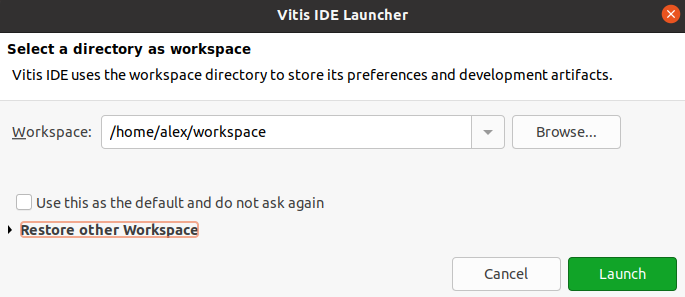 Vitis IDE Launcher
Select a directory as workspace
Vitis IDE uses the workspace directory to store its preferences and development artifacts.
Workspace: /home/alex/workspace Browse...
Use this as the default and do not ask again
Restore other Workspace
Cancel Launch